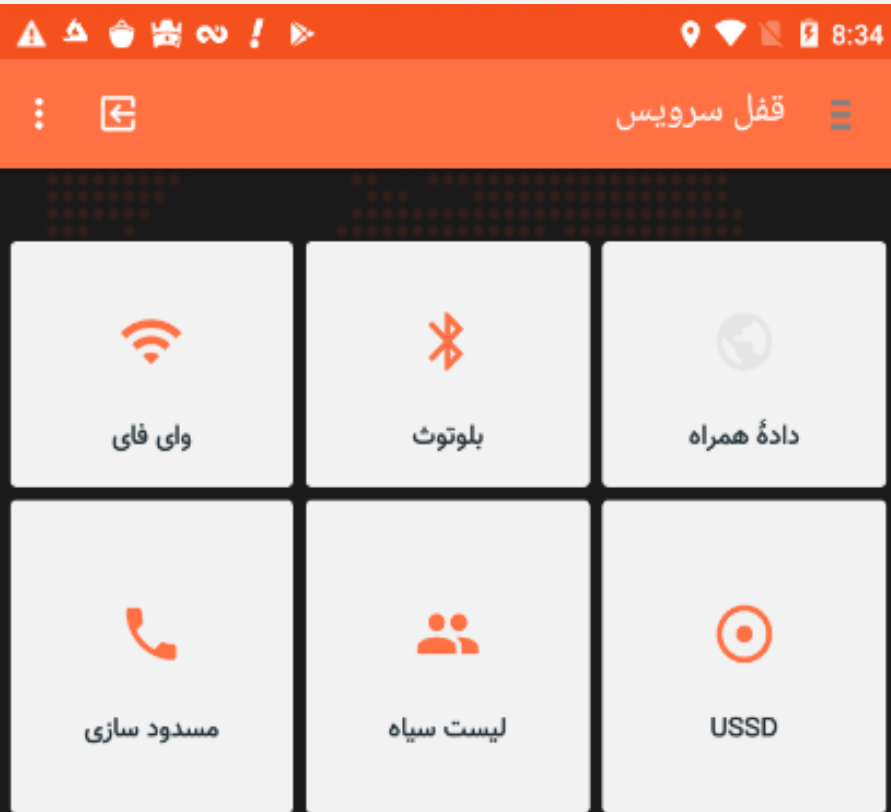 8:34
قفل سرویس
دادهٔ همراه
بلوتوث
وای فای
USSD
لیست سیاه
مسدود سازی